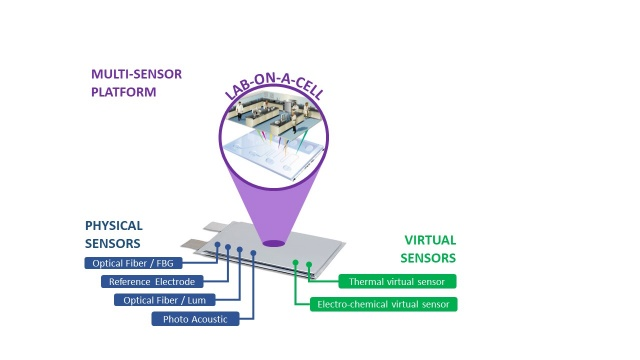 MULTI-SENSOR
PLATFORM
LAB-ON-A-CELL
PHYSICAL
SENSORS
Optical Fiber / FBG
Reference Electrode
Optical Fiber / Lum
Photo Acoustic
VIRTUAL
SENSORS
Thermal virtual sensor
Electro-chemical virtual sensor